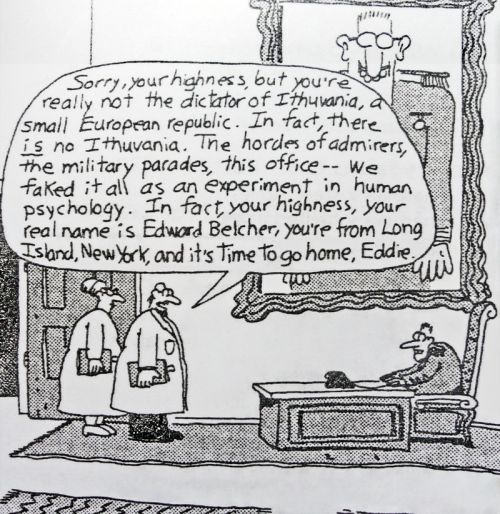 Sorry, your highness, but you're
really not the dictator of Ithuvania, a
small European republic. In fact, there
is no Ithuvania. The hordes of admirers,
the military parades, this office -- we
faked it all as an experiment in human
psychology. In fact, your highness, your
real name is Edward Belcher, you're from Long
Island, New York, and it's time to go home, Eddie.